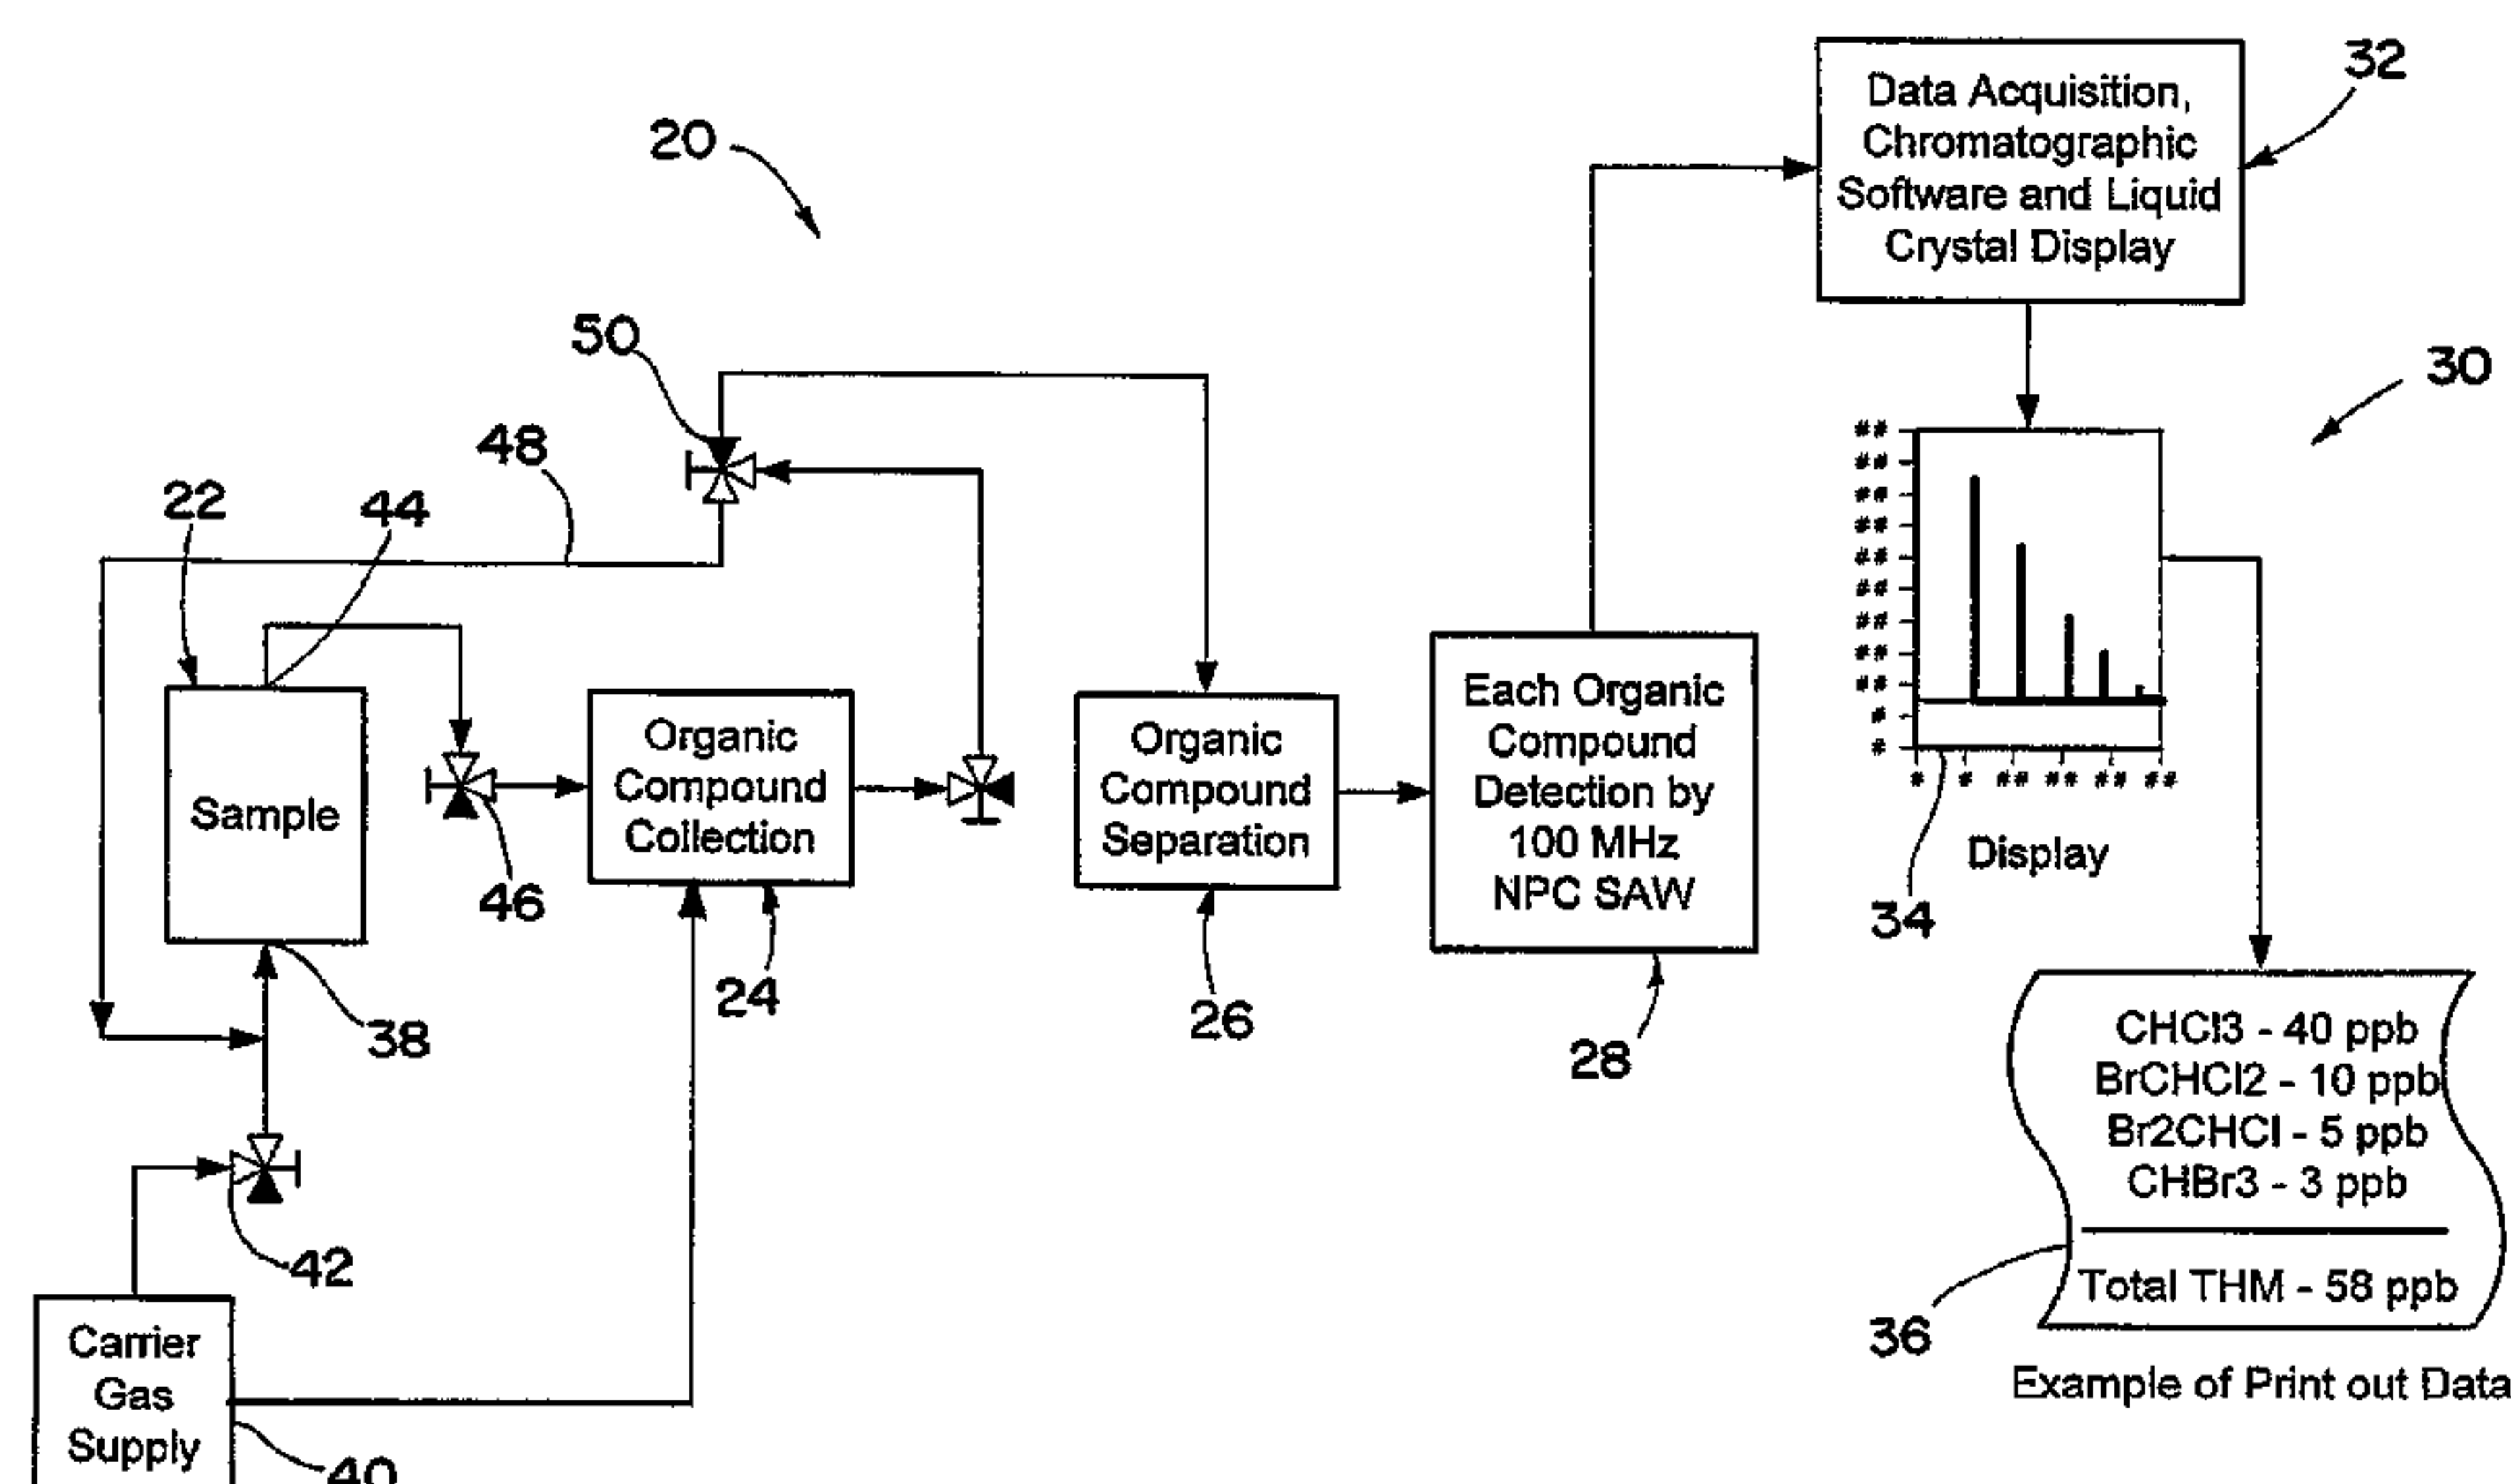 20
Data Acquisition,
Chromatographic
Software and Liquid
Crystal Display
32
50
48
22
44
30
##
##
##
##
##
##
##
##
##
#
#
# # ## ## ## ##
Display
34
Sample
46
Organic
Compound
Collection
24
Organic
Compound
Separation
26
Each Organic
Compound
Detection by
100 MHz
NPC SAW
28
38
42
Carrier
Gas
Supply
40
CHCl3 - 40 ppb
BrCHCl2 - 10 ppb
Br2CHCl - 5 ppb
CHBr3 - 3 ppb
Total THM - 58 ppb
36
Example of Print out Data